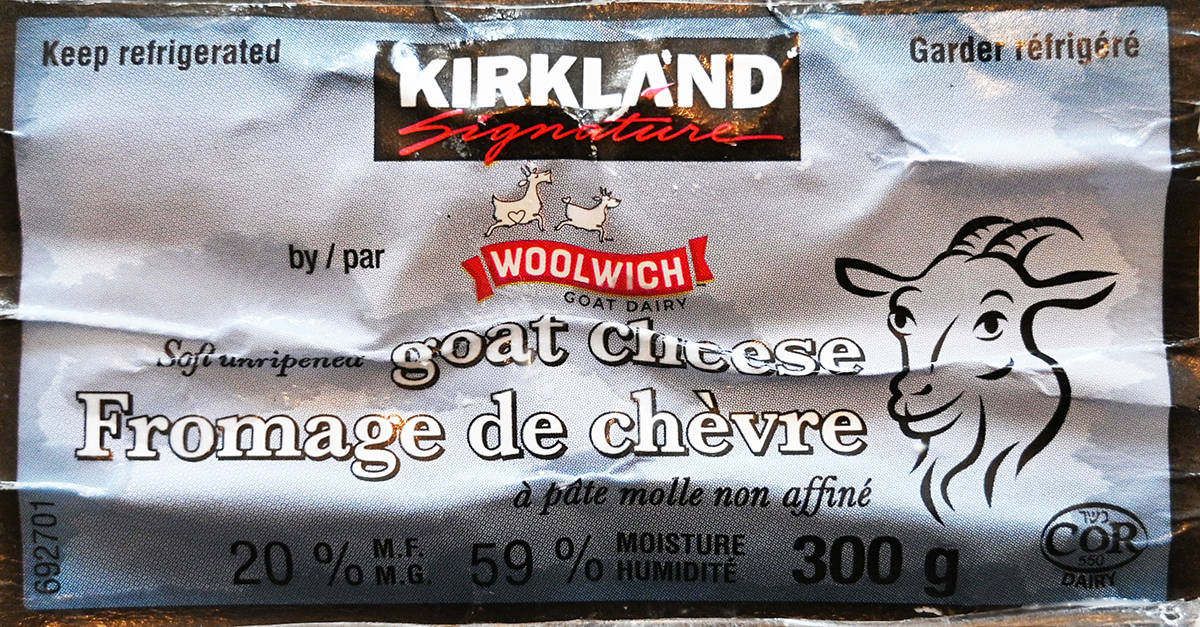 Keep refrigerated
Garder réfrigéré
KIRKLAND
Signature
by / par
WOOLWICH
GOAT DAIRY
Soft unripened goat cheese
Fromage de chèvre
à pâte molle non affiné
20 % M.F. M.G. 59 % MOISTURE HUMIDITÉ 300 g
כשר
COR
550
DAIRY
692701